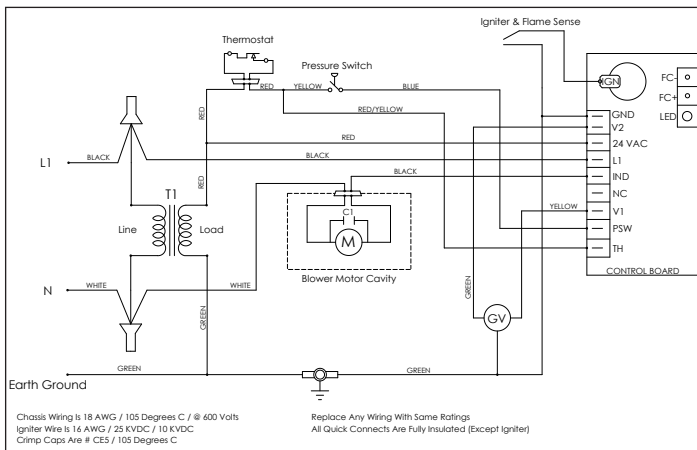 Igniter & Flame Sense
Thermostat
Pressure Switch
IGN
FC-
FC+
LED
RED
YELLOW
BLUE
RED/YELLOW
RED
RED
GND
V2
24 VAC
L1
IND
NC
V1
PSW
TH
CONTROL BOARD
L1
BLACK
BLACK
BLACK
RED
T1
Line
Load
C1
M
Blower Motor Cavity
YELLOW
N
WHITE
WHITE
GREEN
GREEN
GV
GREEN
GREEN
Earth Ground
Chassis Wiring Is 18 AWG / 105 Degrees C / @ 600 Volts
Igniter Wire Is 16 AWG / 25 KVDC / 10 KVDC
Crimp Caps Are # CE5 / 105 Degrees C
Replace Any Wiring With Same Ratings
All Quick Connects Are Fully Insulated (Except Igniter)